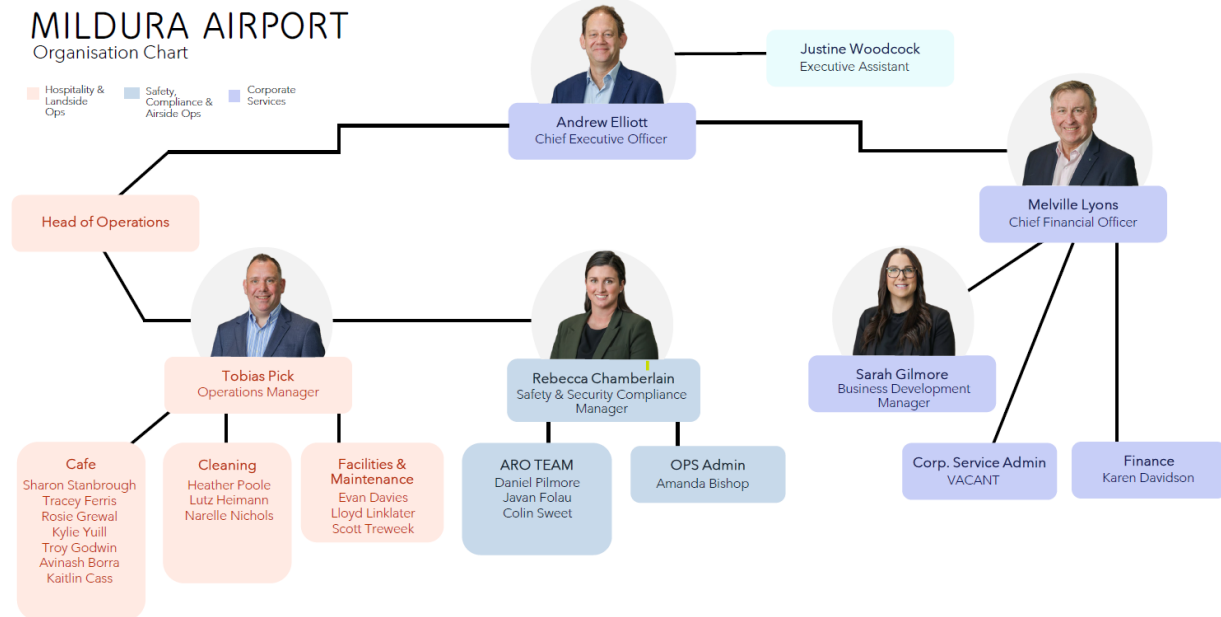 MILDURA AIRPORT
Organisation Chart
Hospitality &
Landside
Ops
Safety,
Compliance &
Airside Ops
Corporate
Services
Justine Woodcock
Executive Assistant
Andrew Elliott
Chief Executive Officer
Melville Lyons
Chief Financial Officer
Head of Operations
Tobias Pick
Operations Manager
Rebecca Chamberlain
Safety & Security Compliance
Manager
Sarah Gilmore
Business Development
Manager
Cafe
Sharon Stanbrough
Tracey Ferris
Rosie Grewal
Kylie Yuill
Troy Godwin
Avinash Borra
Kaitlin Cass
Cleaning
Heather Poole
Lutz Heimann
Narelle Nichols
Facilities &
Maintenance
Evan Davies
Lloyd Linklater
Scott Treweek
ARO TEAM
Daniel Pilmore
Javan Folau
Colin Sweet
OPS Admin
Amanda Bishop
Corp. Service Admin
VACANT
Finance
Karen Davidson